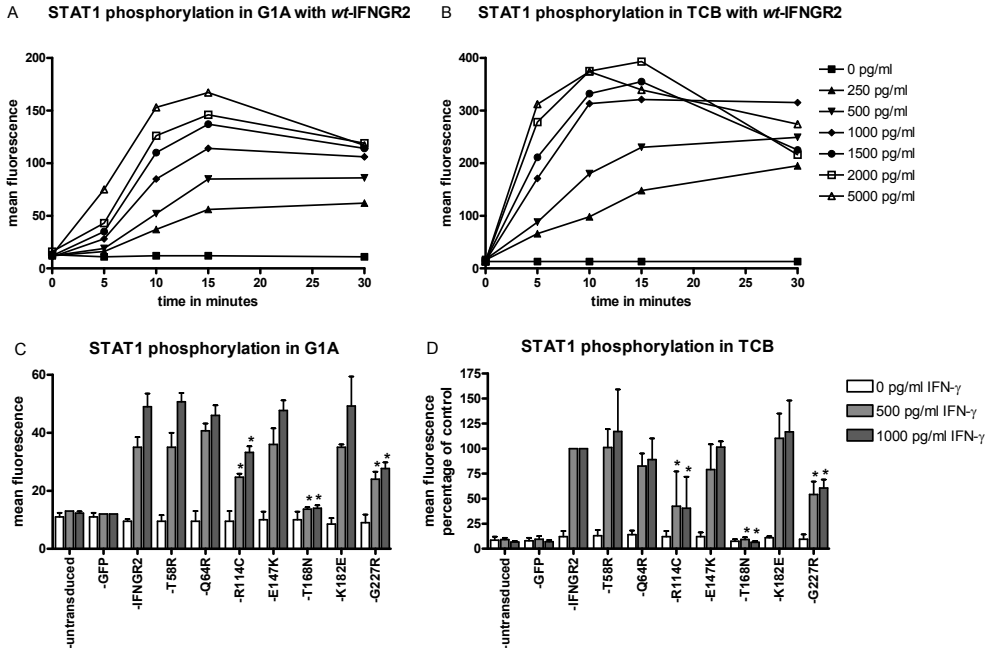 A
STAT1 phosphorylation in G1A with wt-IFNGR2
200
150
100
50
0
mean fluorescence
0 5 10 15 20 25 30
time in minutes
B
STAT1 phosphorylation in TCB with wt-IFNGR2
400
300
200
100
0
mean fluorescence
0 5 10 15 20 25 30
time in minutes
0 pg/ml
250 pg/ml
500 pg/ml
1000 pg/ml
1500 pg/ml
2000 pg/ml
5000 pg/ml
C
STAT1 phosphorylation in G1A
60
40
20
0
mean fluorescence
* * * * * *
-untransduced
-GFP
-IFNGR2
-T58R
-Q64R
-R114C
-E147K
-T168N
-K182E
-G227R
D
STAT1 phosphorylation in TCB
175
150
125
100
75
50
25
0
mean fluorescence
percentage of control
* * * * * *
-untransduced
-GFP
-IFNGR2
-T58R
-Q64R
-R114C
-E147K
-T168N
-K182E
-G227R
0 pg/ml IFN-γ
500 pg/ml IFN-γ
1000 pg/ml IFN-γ